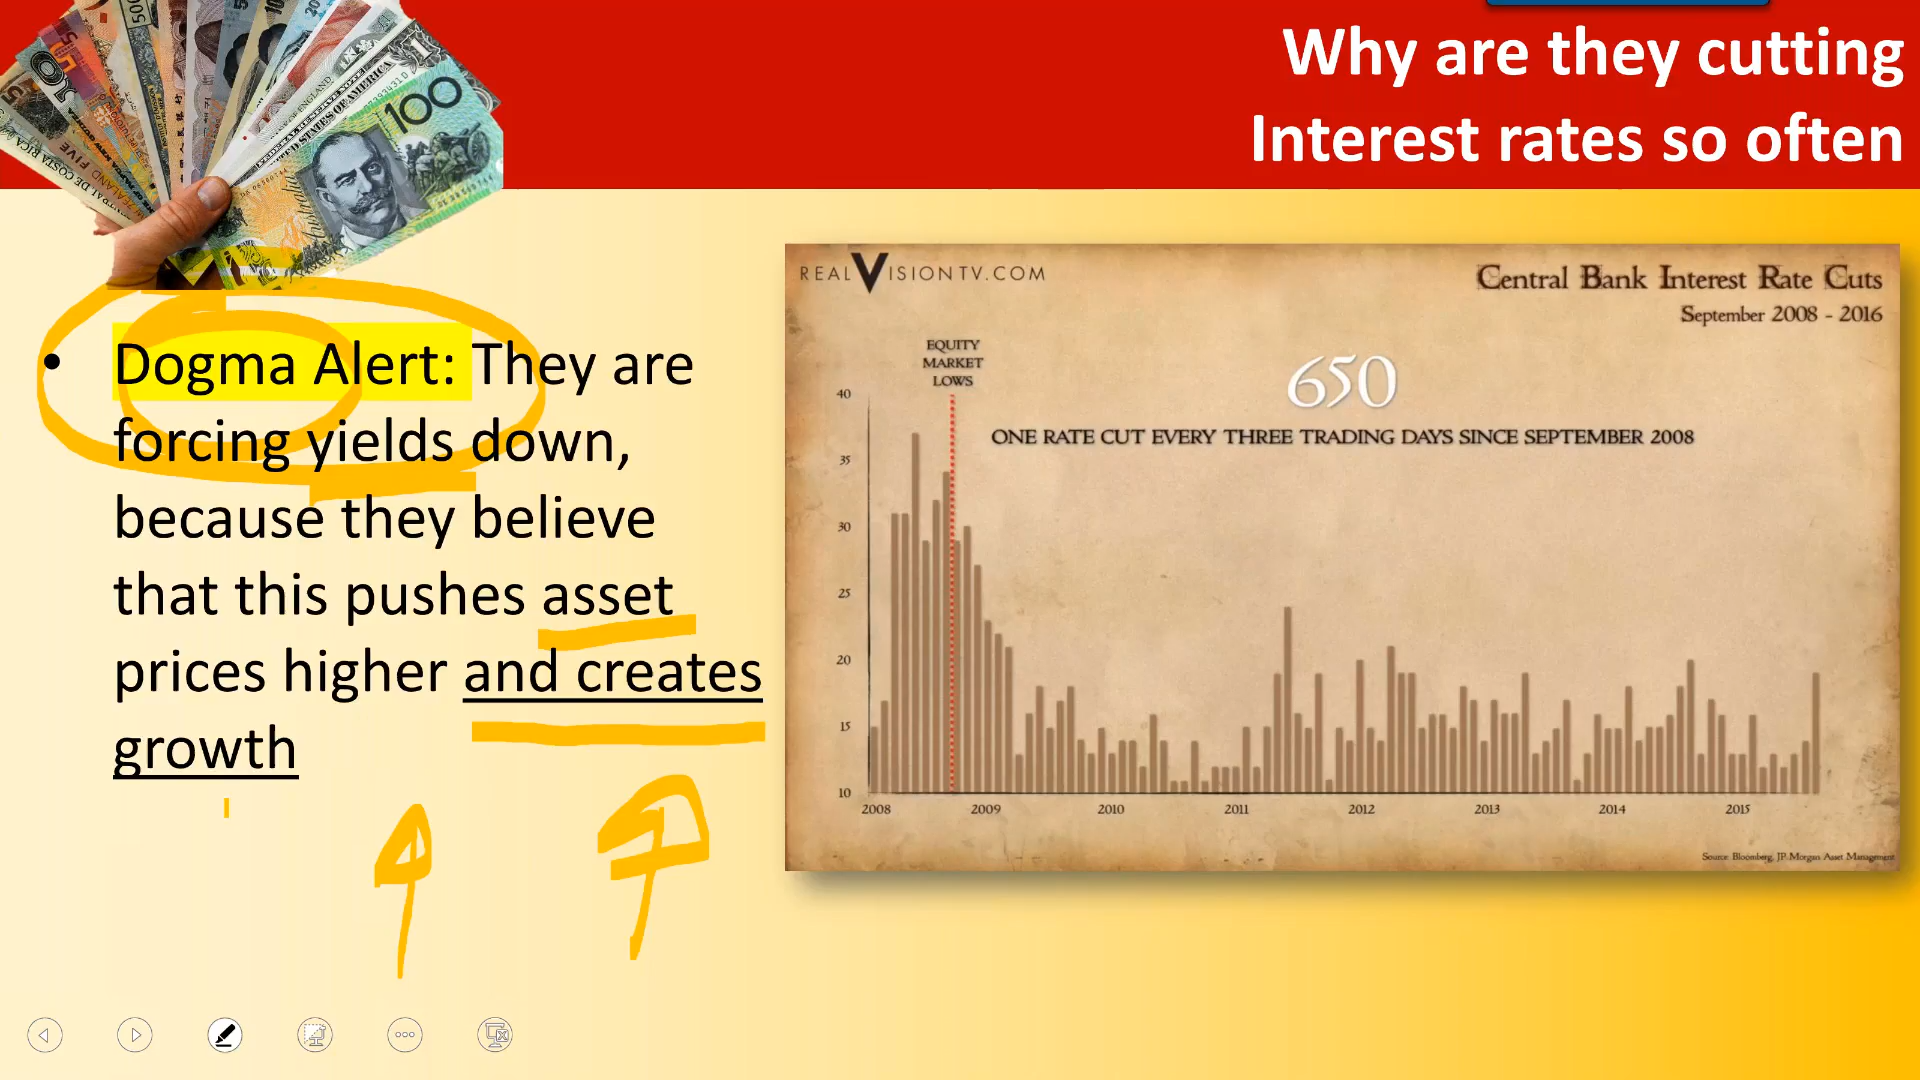 Why are they cutting
Interest rates so often
• Dogma Alert: They are
forcing yields down,
because they believe
that this pushes asset
prices higher and creates
growth
REALVISIONTV.COM
Central Bank Interest Rate Cuts
September 2008 - 2016
EQUITY
MARKET
LOWS
650
ONE RATE CUT EVERY THREE TRADING DAYS SINCE SEPTEMBER 2008
40
35
30
25
20
15
10
2008 2009 2010 2011 2012 2013 2014 2015
Source: Bloomberg, JP Morgan Asset Management
100